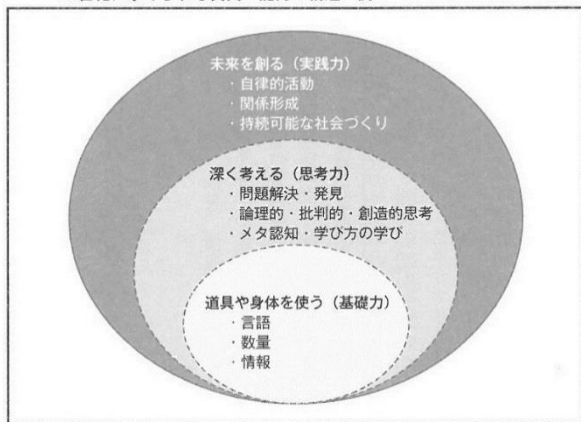 未来を創る（実践力）
・自律的活動
・関係形成
・持続可能な社会づくり
深く考える（思考力）
・問題解決・発見
・論理的・批判的・創造的思考
・メタ認知・学び方の学び
道具や身体を使う（基礎力）
・言語
・数量
・情報